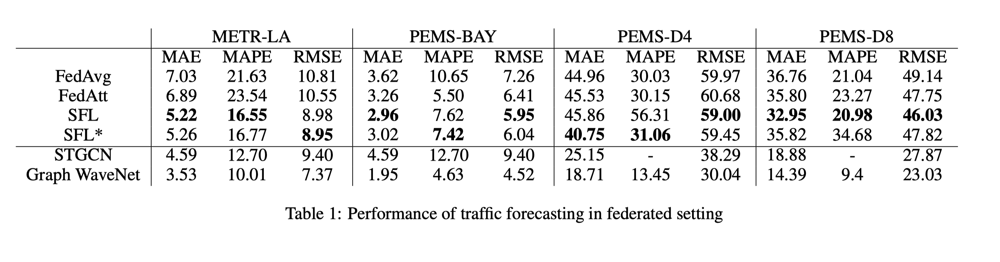 METR-LA PEMS-BAY PEMS-D4 PEMS-D8
MAE MAPE RMSE MAE MAPE RMSE MAE MAPE RMSE MAE MAPE RMSE
FedAvg 7.03 21.63 10.81 3.62 10.65 7.26 44.96 30.03 59.97 36.76 21.04 49.14
FedAtt 6.89 23.54 10.55 3.26 5.50 6.41 45.53 30.15 60.68 35.80 23.27 47.75
SFL 5.22 16.55 8.98 2.96 7.62 5.95 45.86 56.31 59.00 32.95 20.98 46.03
SFL* 5.26 16.77 8.95 3.02 7.42 6.04 40.75 31.06 59.45 35.82 34.68 47.82
STGCN 4.59 12.70 9.40 4.59 12.70 9.40 25.15 - 38.29 18.88 - 27.87
Graph WaveNet 3.53 10.01 7.37 1.95 4.63 4.52 18.71 13.45 30.04 14.39 9.4 23.03
Table 1: Performance of traffic forecasting in federated setting